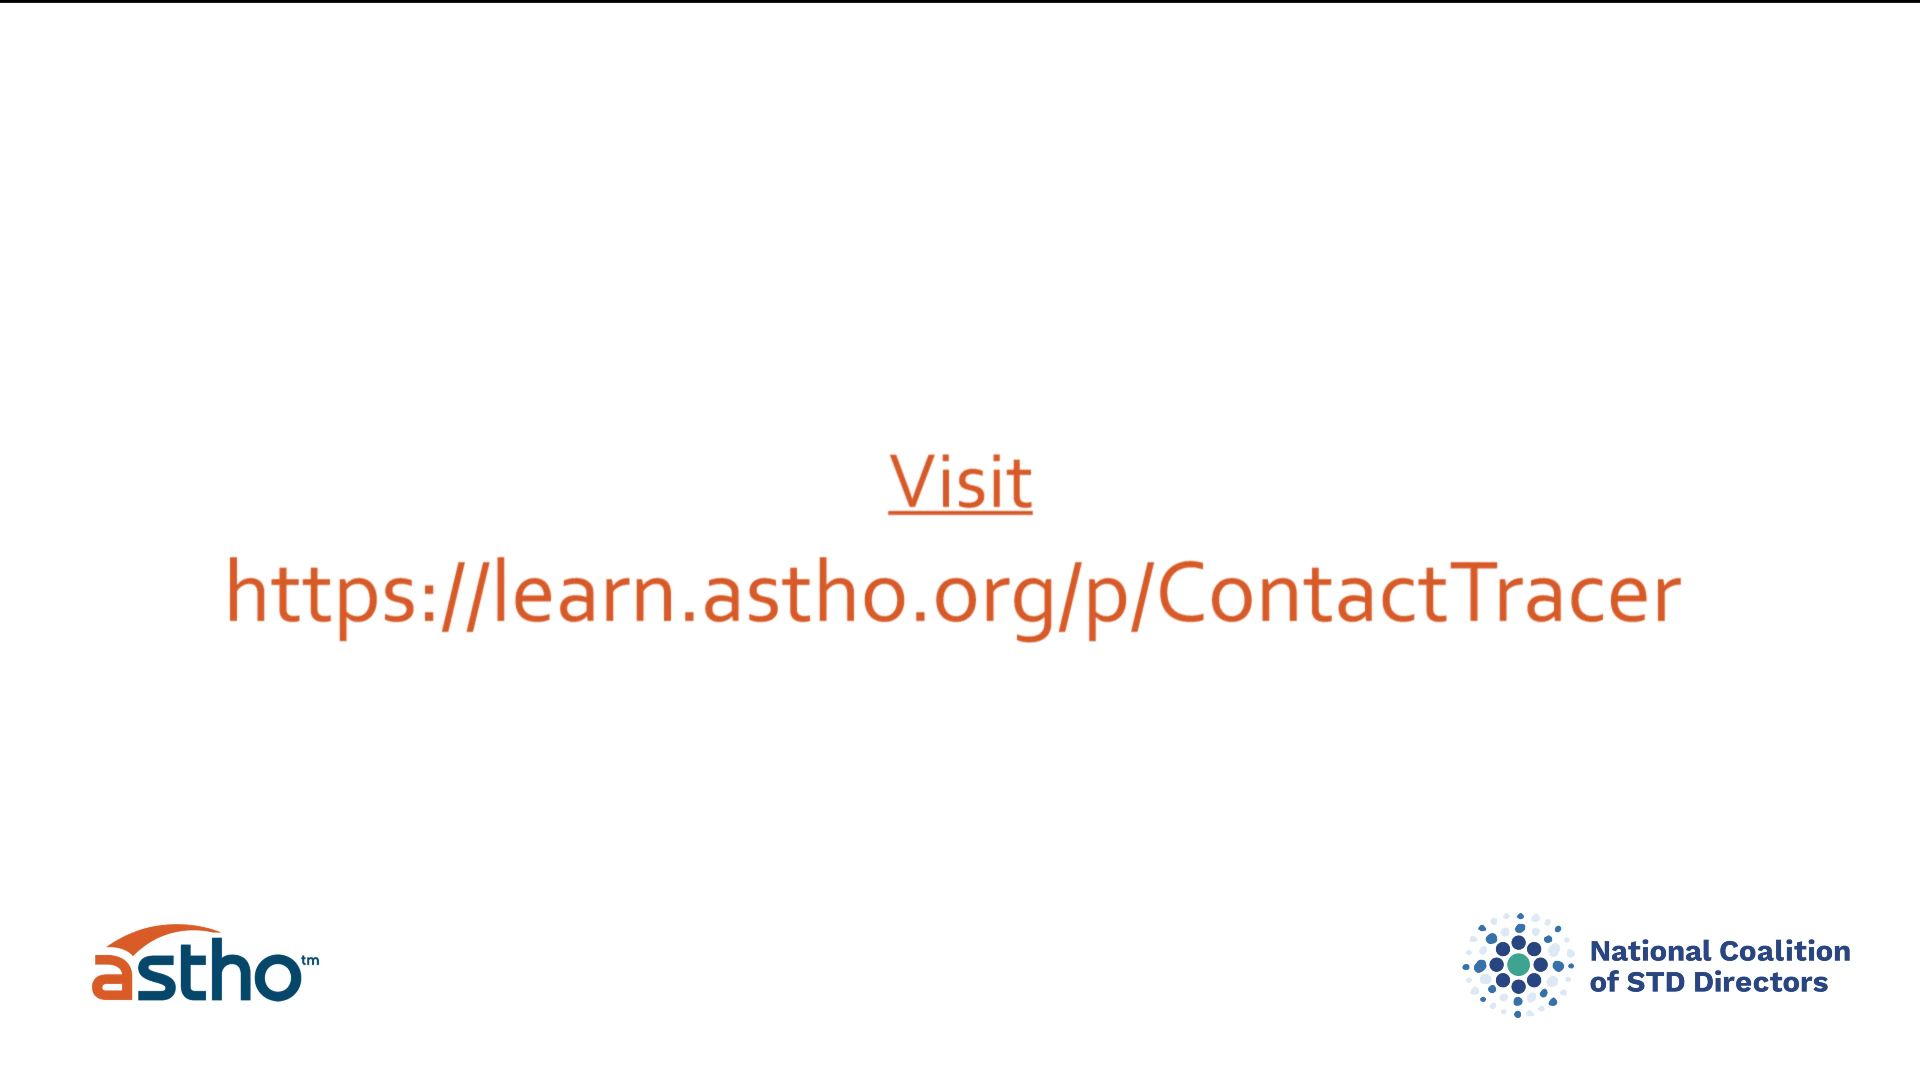 Visit
https://learn.astho.org/p/ContactTracer
astho™
National Coalition
of STD Directors